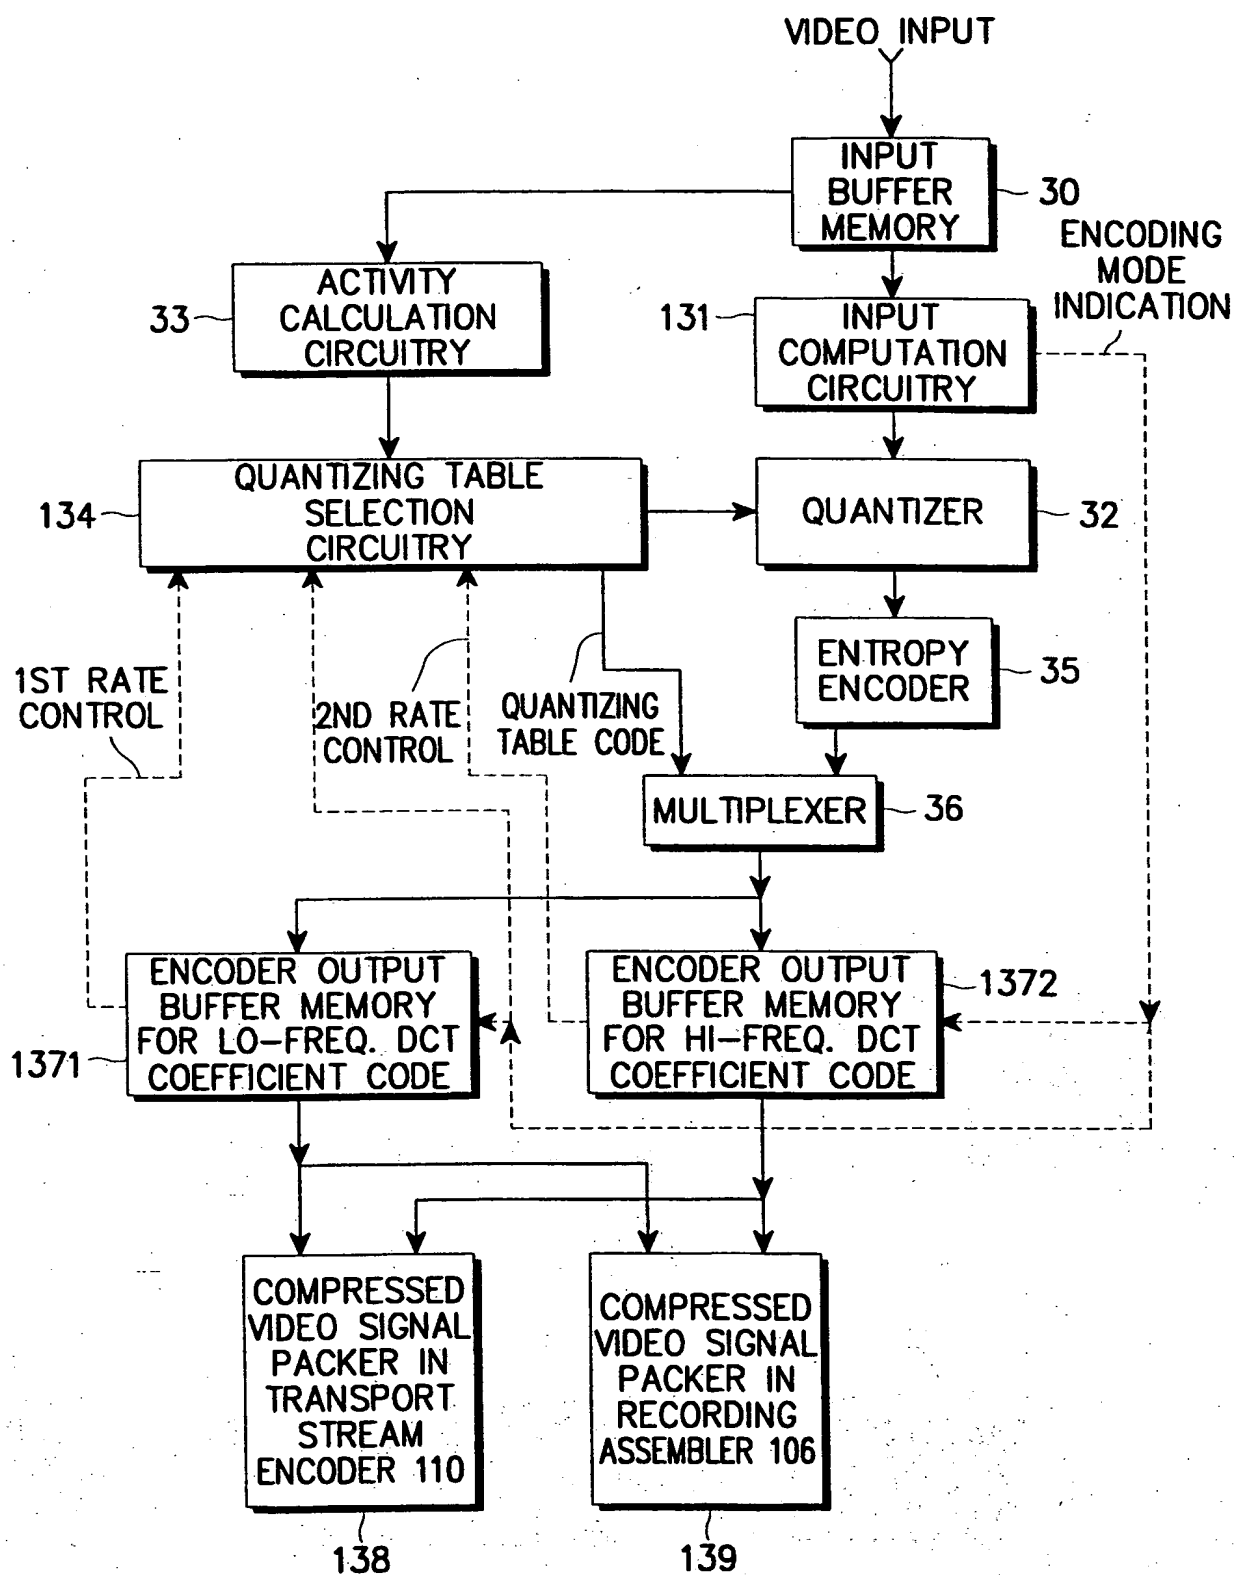 VIDEO INPUT
INPUT
BUFFER
MEMORY
30
ENCODING
MODE
INDICATION
ACTIVITY
CALCULATION
CIRCUITRY
33
131
INPUT
COMPUTATION
CIRCUITRY
134
QUANTIZING TABLE
SELECTION
CIRCUITRY
QUANTIZER
32
ENTROPY
ENCODER
35
1ST RATE
CONTROL
2ND RATE
CONTROL
QUANTIZING
TABLE CODE
MULTIPLEXER
36
ENCODER OUTPUT
BUFFER MEMORY
FOR LO-FREQ. DCT
COEFFICIENT CODE
1371
ENCODER OUTPUT
BUFFER MEMORY
FOR HI-FREQ. DCT
COEFFICIENT CODE
1372
COMPRESSED
VIDEO SIGNAL
PACKER IN
TRANSPORT
STREAM
ENCODER 110
138
COMPRESSED
VIDEO SIGNAL
PACKER IN
RECORDING
ASSEMBLER 106
139